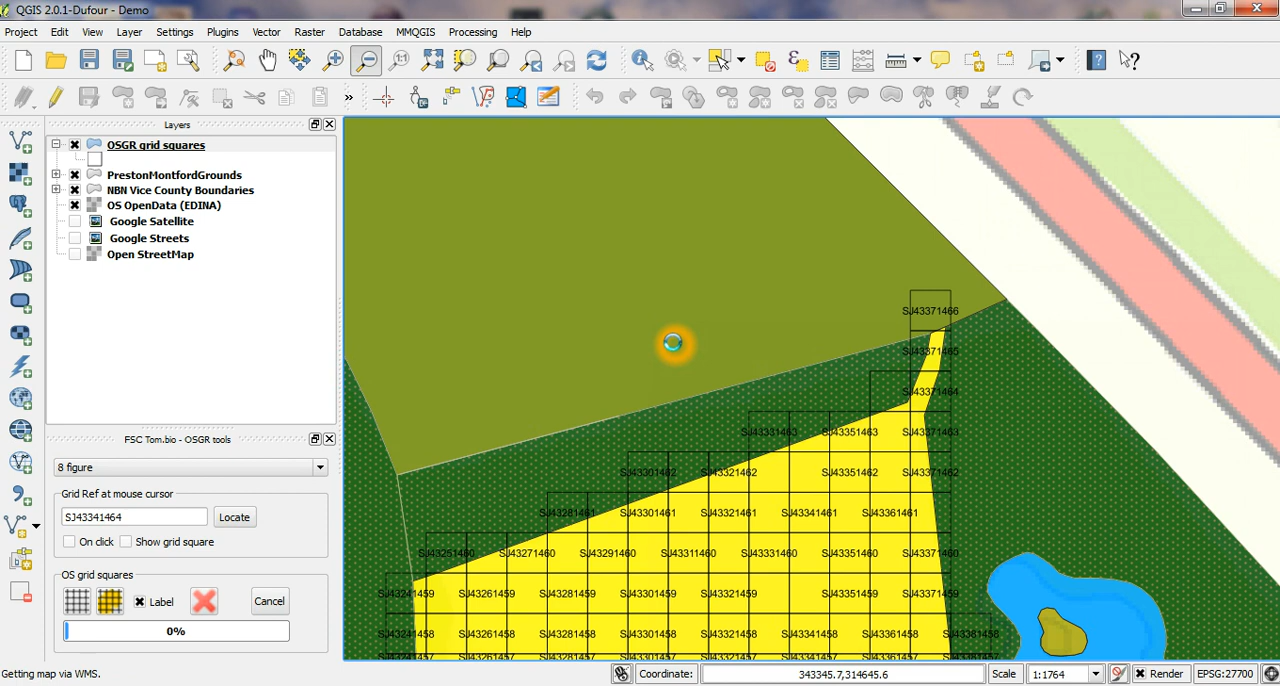 QGIS 2.0.1-Dufour - Demo
Project Edit View Layer Settings Plugins Vector Raster Database MMQGIS Processing Help
Layers
OSGR grid squares
PrestonMontfordGrounds
NBN Vice County Boundaries
OS OpenData (EDINA)
Google Satellite
Google Streets
Open StreetMap
FSC Tom.bio - OSGR tools
8 figure
Grid Ref at mouse cursor
SJ43341464 Locate
On click Show grid square
OS grid squares
Label Cancel
0%
SJ43371466
SJ43371465
SJ43371464
SJ43331463 SJ43351463 SJ43371463
SJ43301462 SJ43321462 SJ43351462 SJ43371462
SJ43281461 SJ43301461 SJ43321461 SJ43341461 SJ43361461
SJ43251460 SJ43271460 SJ43291460 SJ43311460 SJ43331460 SJ43351460 SJ43371460
SJ43241459 SJ43261459 SJ43281459 SJ43301459 SJ43321459 SJ43351459 SJ43371459
SJ43241458 SJ43261458 SJ43281458 SJ43301458 SJ43321458 SJ43341458 SJ43361458 SJ43381458
Getting map via WMS. Coordinate: 343345.7,314645.6 Scale 1:1764 Render EPSG:27700